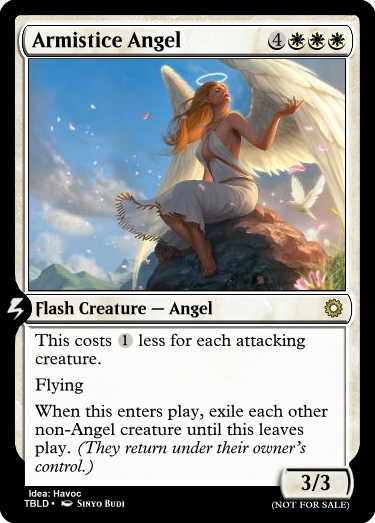 Armistice Angel 4
Flash Creature — Angel
This costs 1 less for each attacking
creature.
Flying
When this enters play, exile each other
non-Angel creature until this leaves
play. (They return under their owner's
control.)
3/3
Idea: Havoc
TBLD • Sinyo Budi
(NOT FOR SALE)